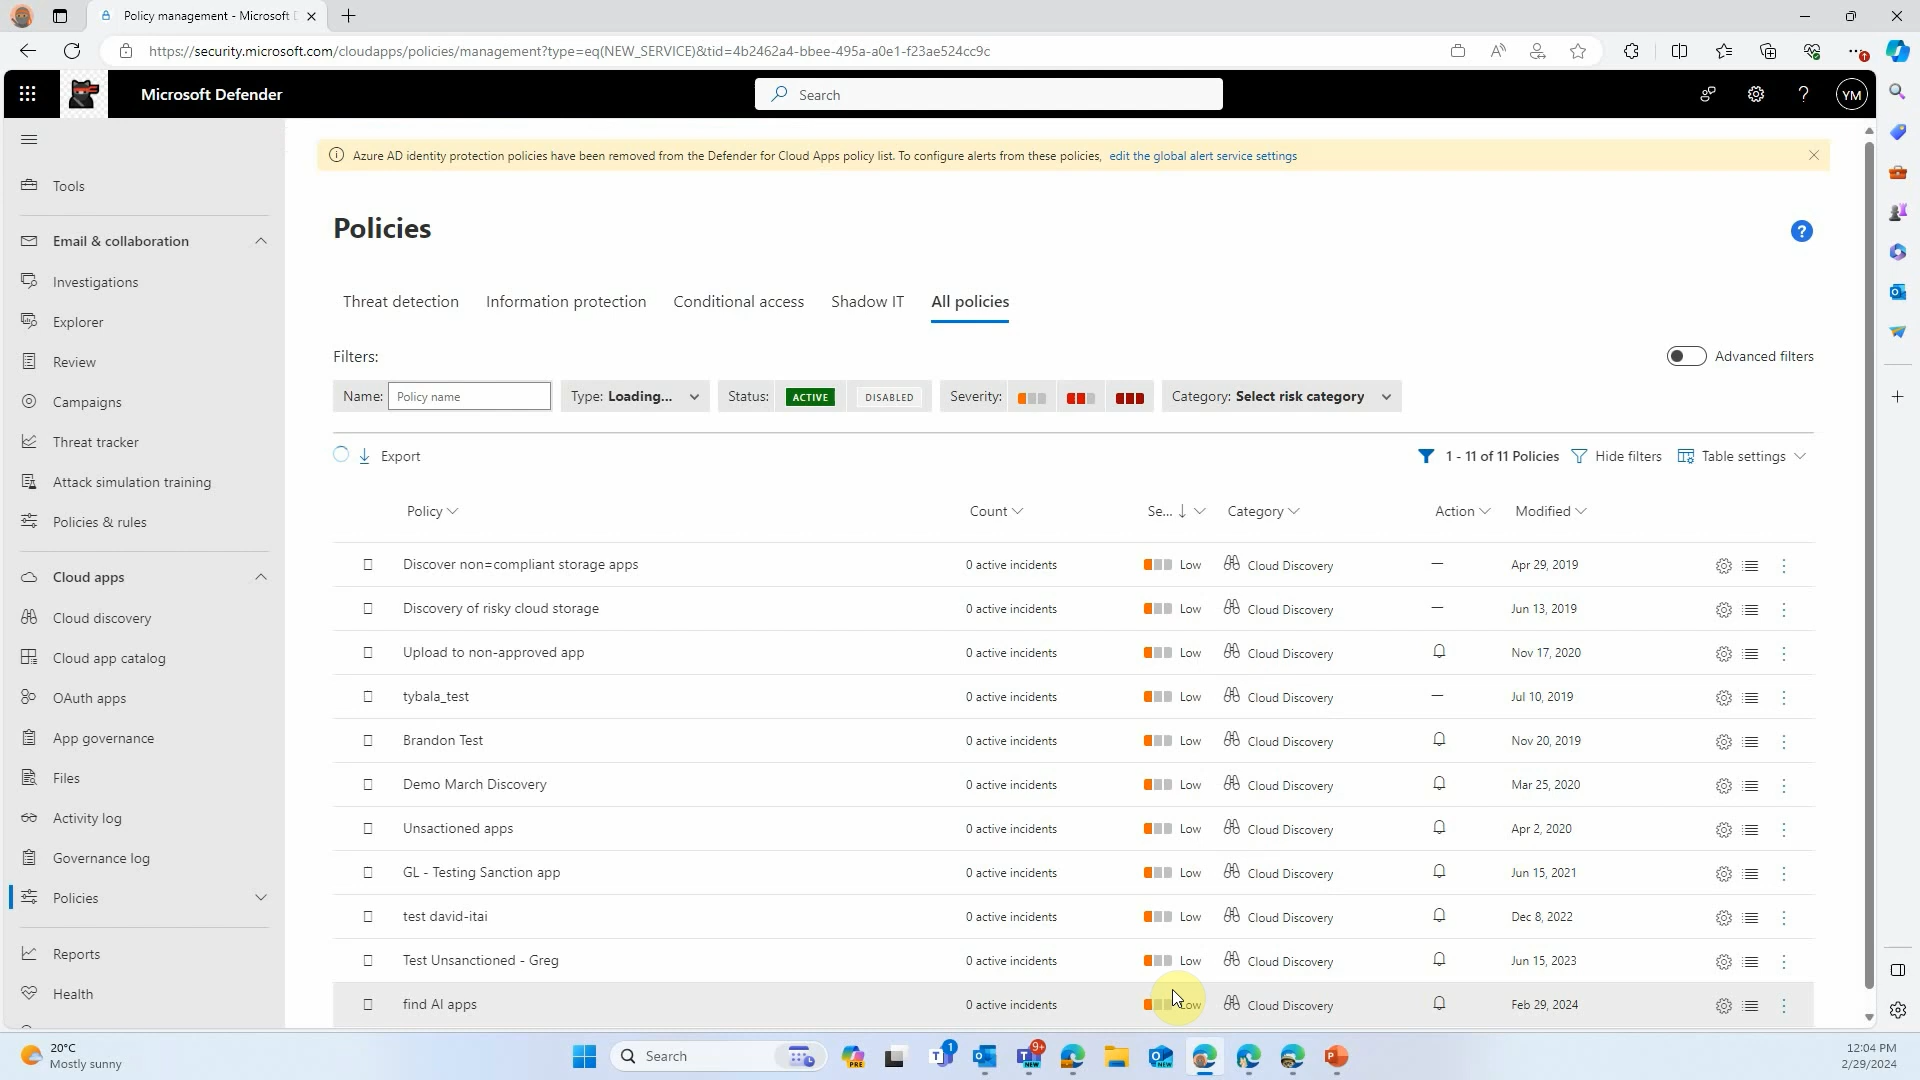 Policy management - Microsoft
https://security.microsoft.com/cloudapps/policies/management?type=eq(NEW_SERVICE)&tid=4b2462a4-bbee-495a-a0e1-f23ae524cc9c
Microsoft Defender
Search
YM
Azure AD identity protection policies have been removed from the Defender for Cloud Apps policy list. To configure alerts from these policies, edit the global alert service settings
Tools
Email & collaboration
Investigations
Explorer
Review
Campaigns
Threat tracker
Attack simulation training
Policies & rules
Cloud apps
Cloud discovery
Cloud app catalog
OAuth apps
App governance
Files
Activity log
Governance log
Policies
Reports
Health
Policies
Threat detection Information protection Conditional access Shadow IT All policies
Filters:
Advanced filters
Name: Policy name Type: Loading... Status: ACTIVE DISABLED Severity: Category: Select risk category
Export 1 - 11 of 11 Policies Hide filters Table settings
Policy Count Se... Category Action Modified
Discover non=compliant storage apps 0 active incidents Low Cloud Discovery — Apr 29, 2019
Discovery of risky cloud storage 0 active incidents Low Cloud Discovery — Jun 13, 2019
Upload to non-approved app 0 active incidents Low Cloud Discovery Nov 17, 2020
tybala_test 0 active incidents Low Cloud Discovery — Jul 10, 2019
Brandon Test 0 active incidents Low Cloud Discovery Nov 20, 2019
Demo March Discovery 0 active incidents Low Cloud Discovery Mar 25, 2020
Unsactioned apps 0 active incidents Low Cloud Discovery Apr 2, 2020
GL - Testing Sanction app 0 active incidents Low Cloud Discovery Jun 15, 2021
test david-itai 0 active incidents Low Cloud Discovery Dec 8, 2022
Test Unsanctioned - Greg 0 active incidents Low Cloud Discovery Jun 15, 2023
find AI apps 0 active incidents Low Cloud Discovery Feb 29, 2024
20°C
Mostly sunny
Search
PRE
1
9+
NEW
NEW
12:04 PM
2/29/2024